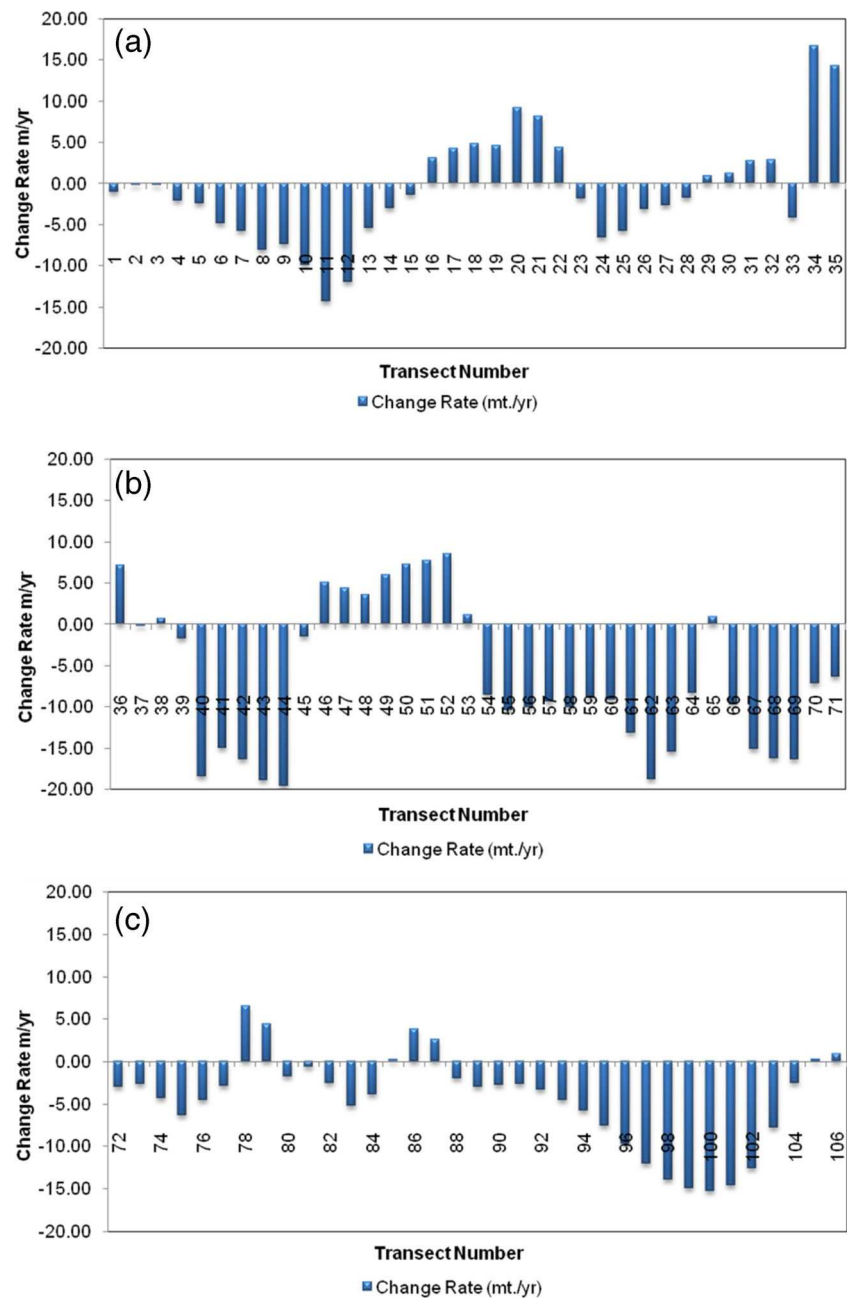 (a)
20.00
15.00
10.00
5.00
0.00
-5.00
-10.00
-15.00
-20.00
Change Rate m/yr
1 2 3 4 5 6 7 8 9 10 11 12 13 14 15 16 17 18 19 20 21 22 23 24 25 26 27 28 29 30 31 32 33 34 35
Transect Number
Change Rate (mt./yr)
(b)
20.00
15.00
10.00
5.00
0.00
-5.00
-10.00
-15.00
-20.00
Change Rate m/yr
36 37 38 39 40 41 42 43 44 45 46 47 48 49 50 51 52 53 54 55 56 57 58 59 60 61 62 63 64 65 66 67 68 69 70 71
Transect Number
Change Rate (mt./yr)
(c)
20.00
15.00
10.00
5.00
0.00
-5.00
-10.00
-15.00
-20.00
Change Rate m/yr
72 74 76 78 80 82 84 86 88 90 92 94 96 98 100 102 104 106
Transect Number
Change Rate (mt./yr)